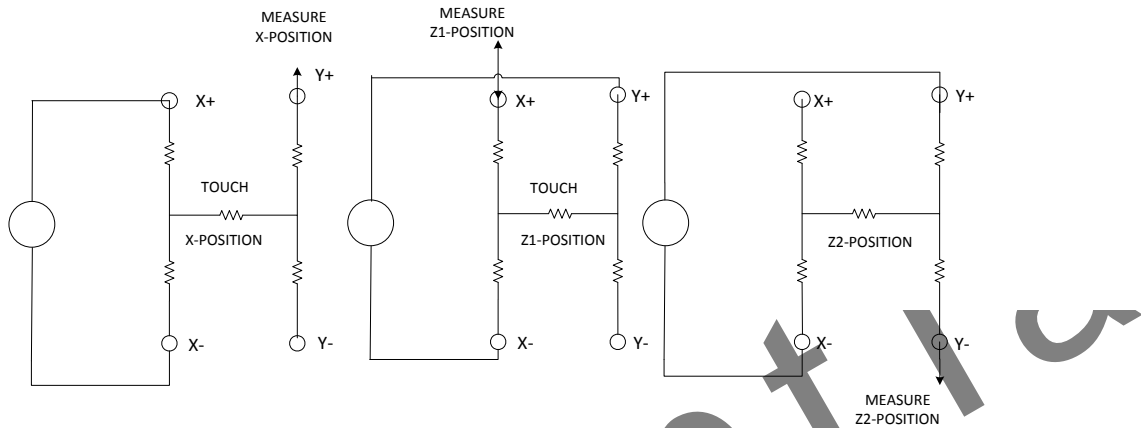 MEASURE
X-POSITION
Y+
X+
TOUCH
X-POSITION
X-
Y-
MEASURE
Z1-POSITION
X+
Y+
TOUCH
Z1-POSITION
X-
Y-
X+
Y+
Z2-POSITION
X-
Y-
MEASURE
Z2-POSITION